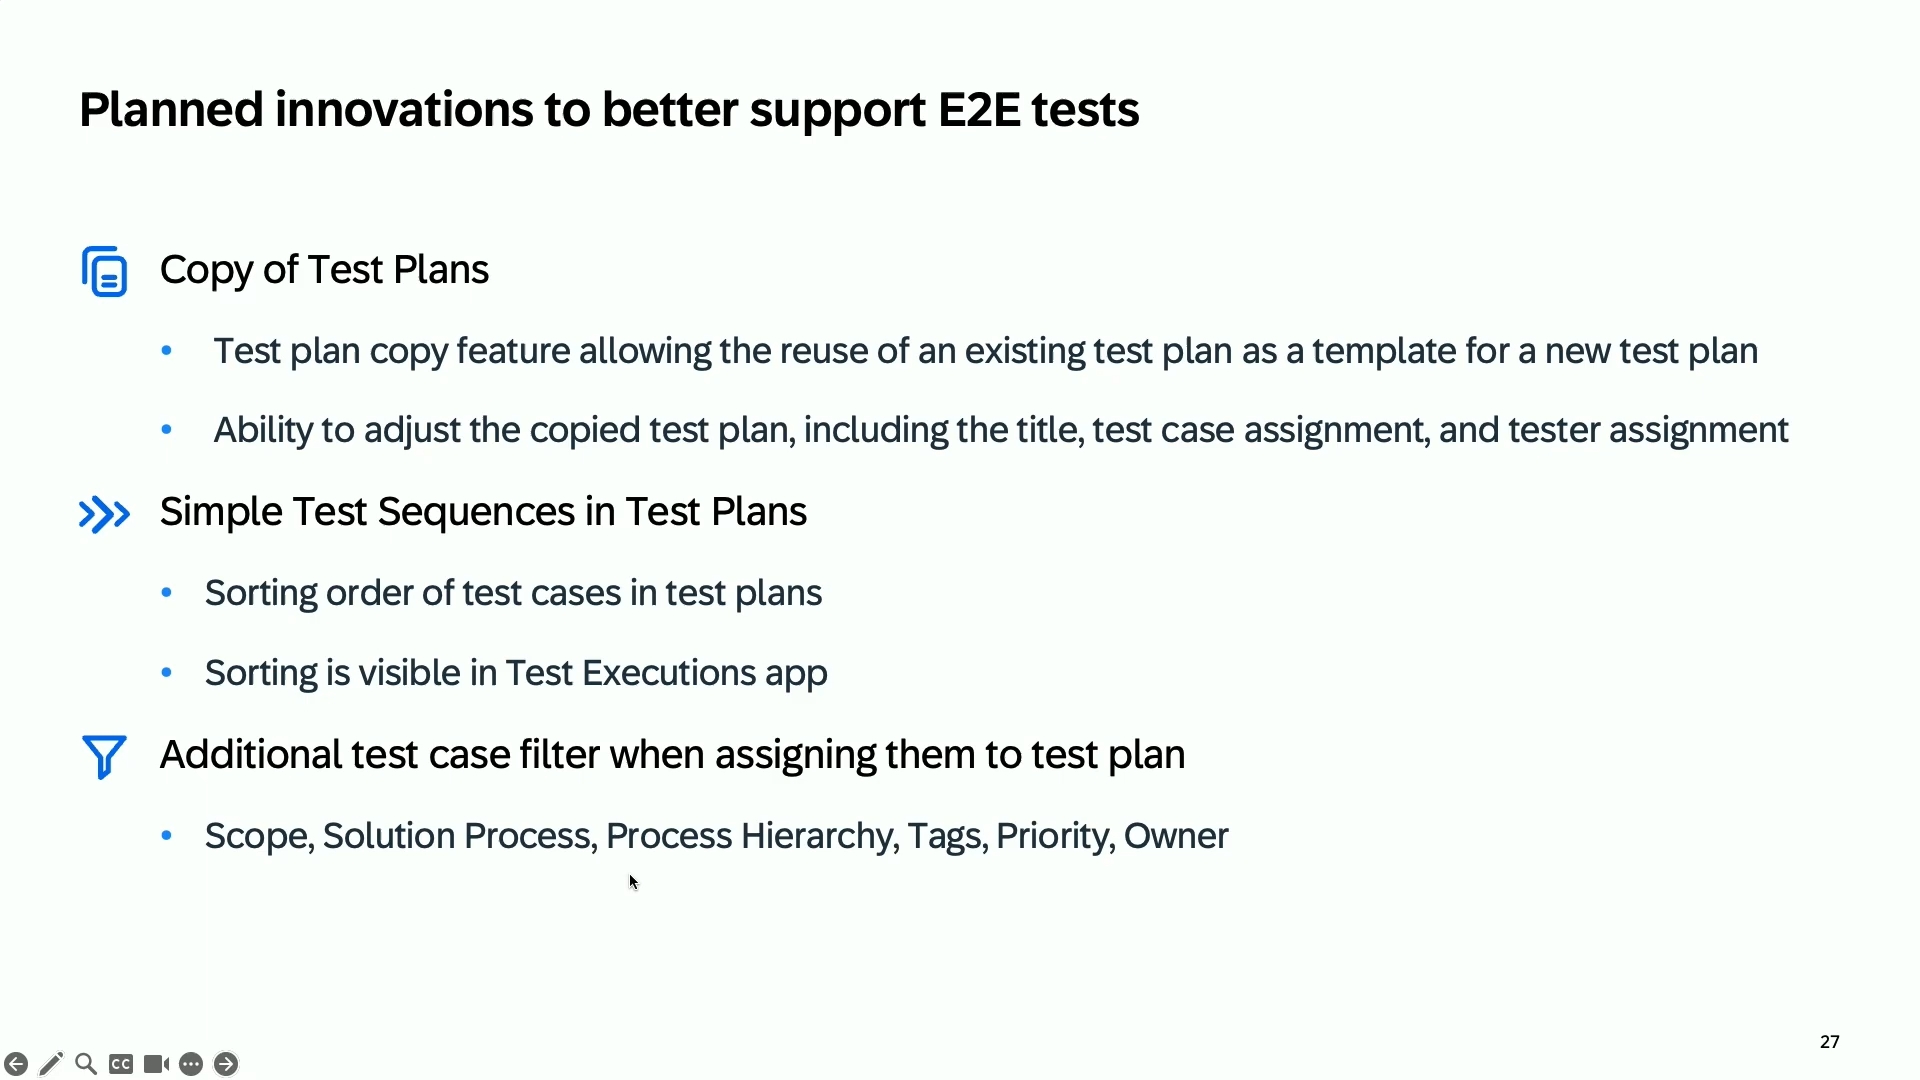 Planned innovations to better support E2E tests
Copy of Test Plans
• Test plan copy feature allowing the reuse of an existing test plan as a template for a new test plan
• Ability to adjust the copied test plan, including the title, test case assignment, and tester assignment
Simple Test Sequences in Test Plans
• Sorting order of test cases in test plans
• Sorting is visible in Test Executions app
Additional test case filter when assigning them to test plan
• Scope, Solution Process, Process Hierarchy, Tags, Priority, Owner
27
CC